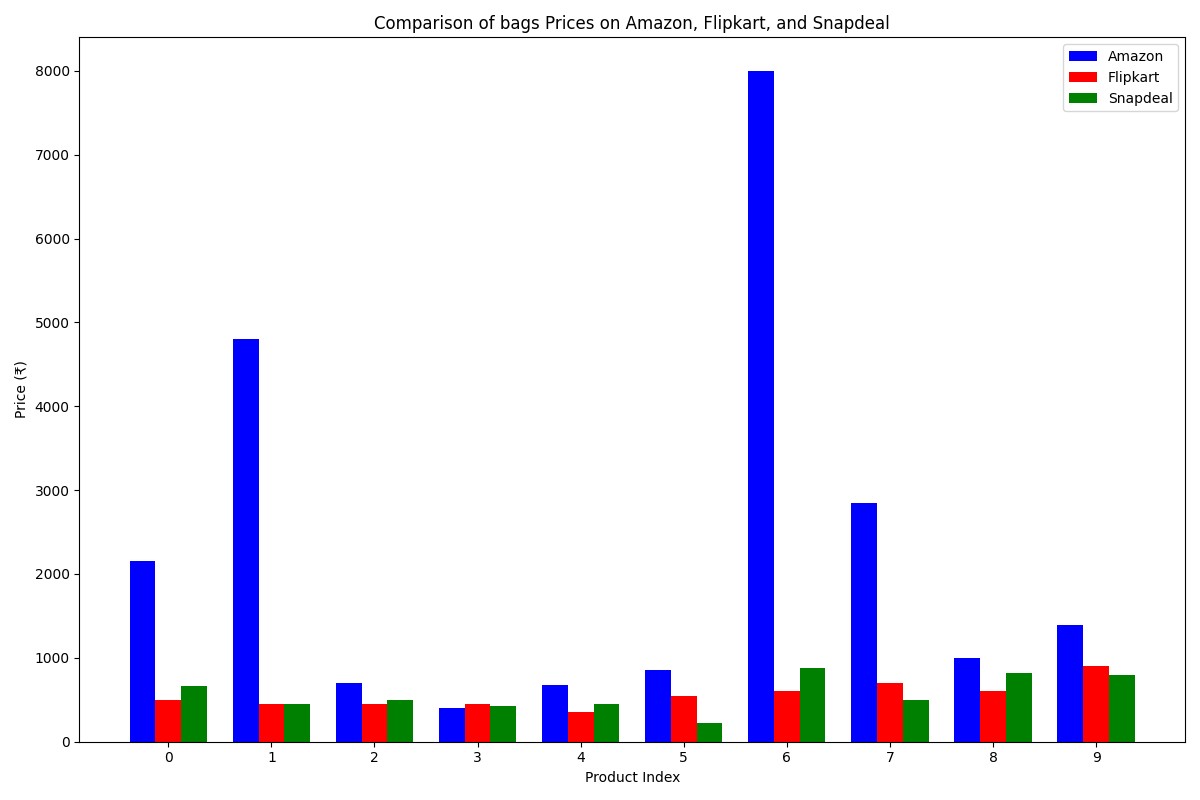 Comparison of bags Prices on Amazon, Flipkart, and Snapdeal
Amazon
Flipkart
Snapdeal
Price (₹)
8000
7000
6000
5000
4000
3000
2000
1000
0
0 1 2 3 4 5 6 7 8 9
Product Index